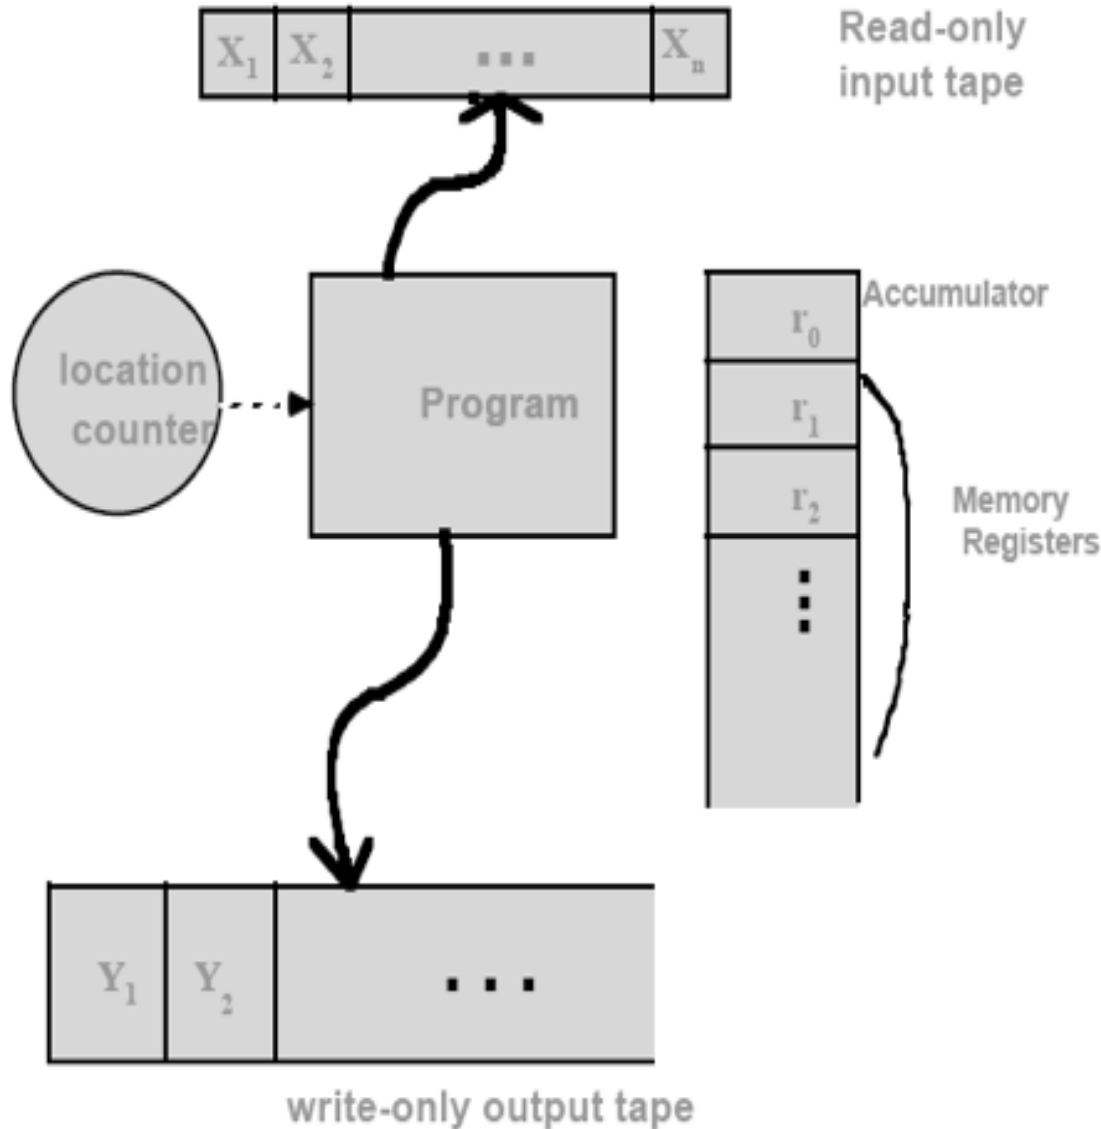 X1 X2 ... Xn
Read-only
input tape
location
counter
Program
Accumulator
r0
r1
r2
Memory
Registers
Y1 Y2 ...
write-only output tape